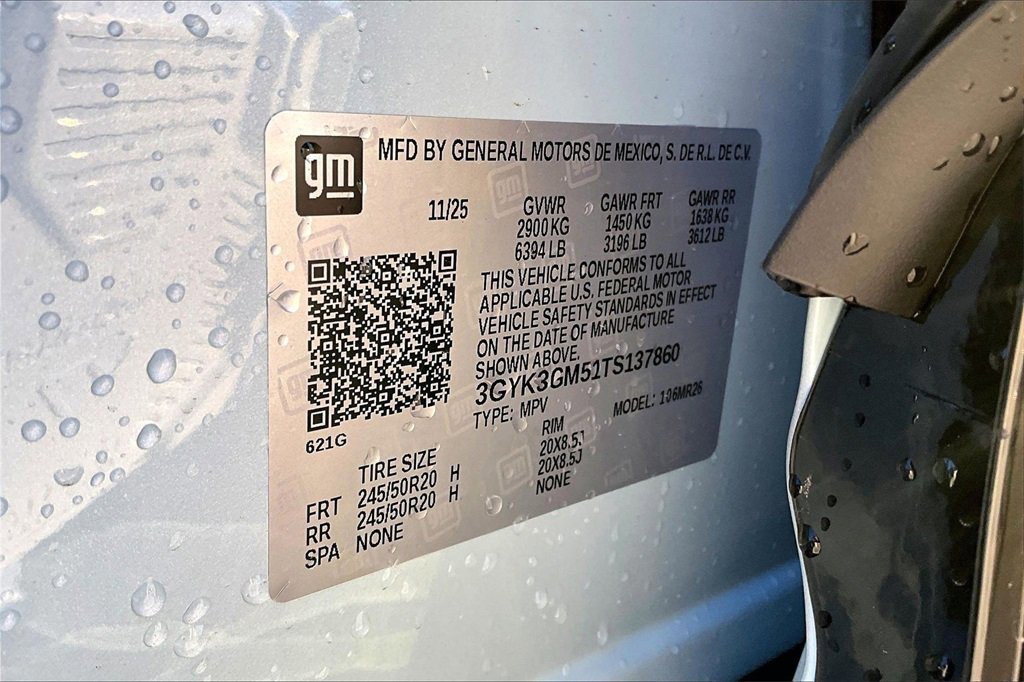 gm
MFD BY GENERAL MOTORS DE MEXICO, S. DE R.L. DE C.V.
11/25 GVWR GAWR FRT GAWR RR
2900 KG 1450 KG 1638 KG
6394 LB 3196 LB 3612 LB
THIS VEHICLE CONFORMS TO ALL
APPLICABLE U.S. FEDERAL MOTOR
VEHICLE SAFETY STANDARDS IN EFFECT
ON THE DATE OF MANUFACTURE
SHOWN ABOVE.
3GYK3GM51TS137860
TYPE: MPV MODEL: 106MR26
621G
TIRE SIZE RIM
FRT 245/50R20 H 20X8.5J
RR 245/50R20 H 20X8.5J
SPA NONE NONE